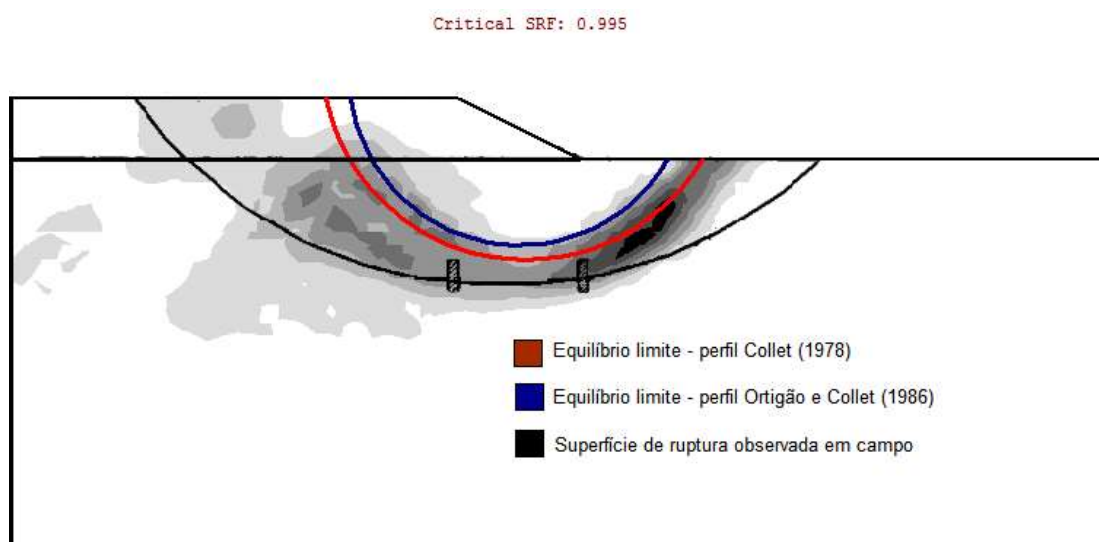 Critical SRF: 0.995
Equilíbrio limite - perfil Collet (1978)
Equilíbrio limite - perfil Ortigão e Collet (1986)
Superfície de ruptura observada em campo